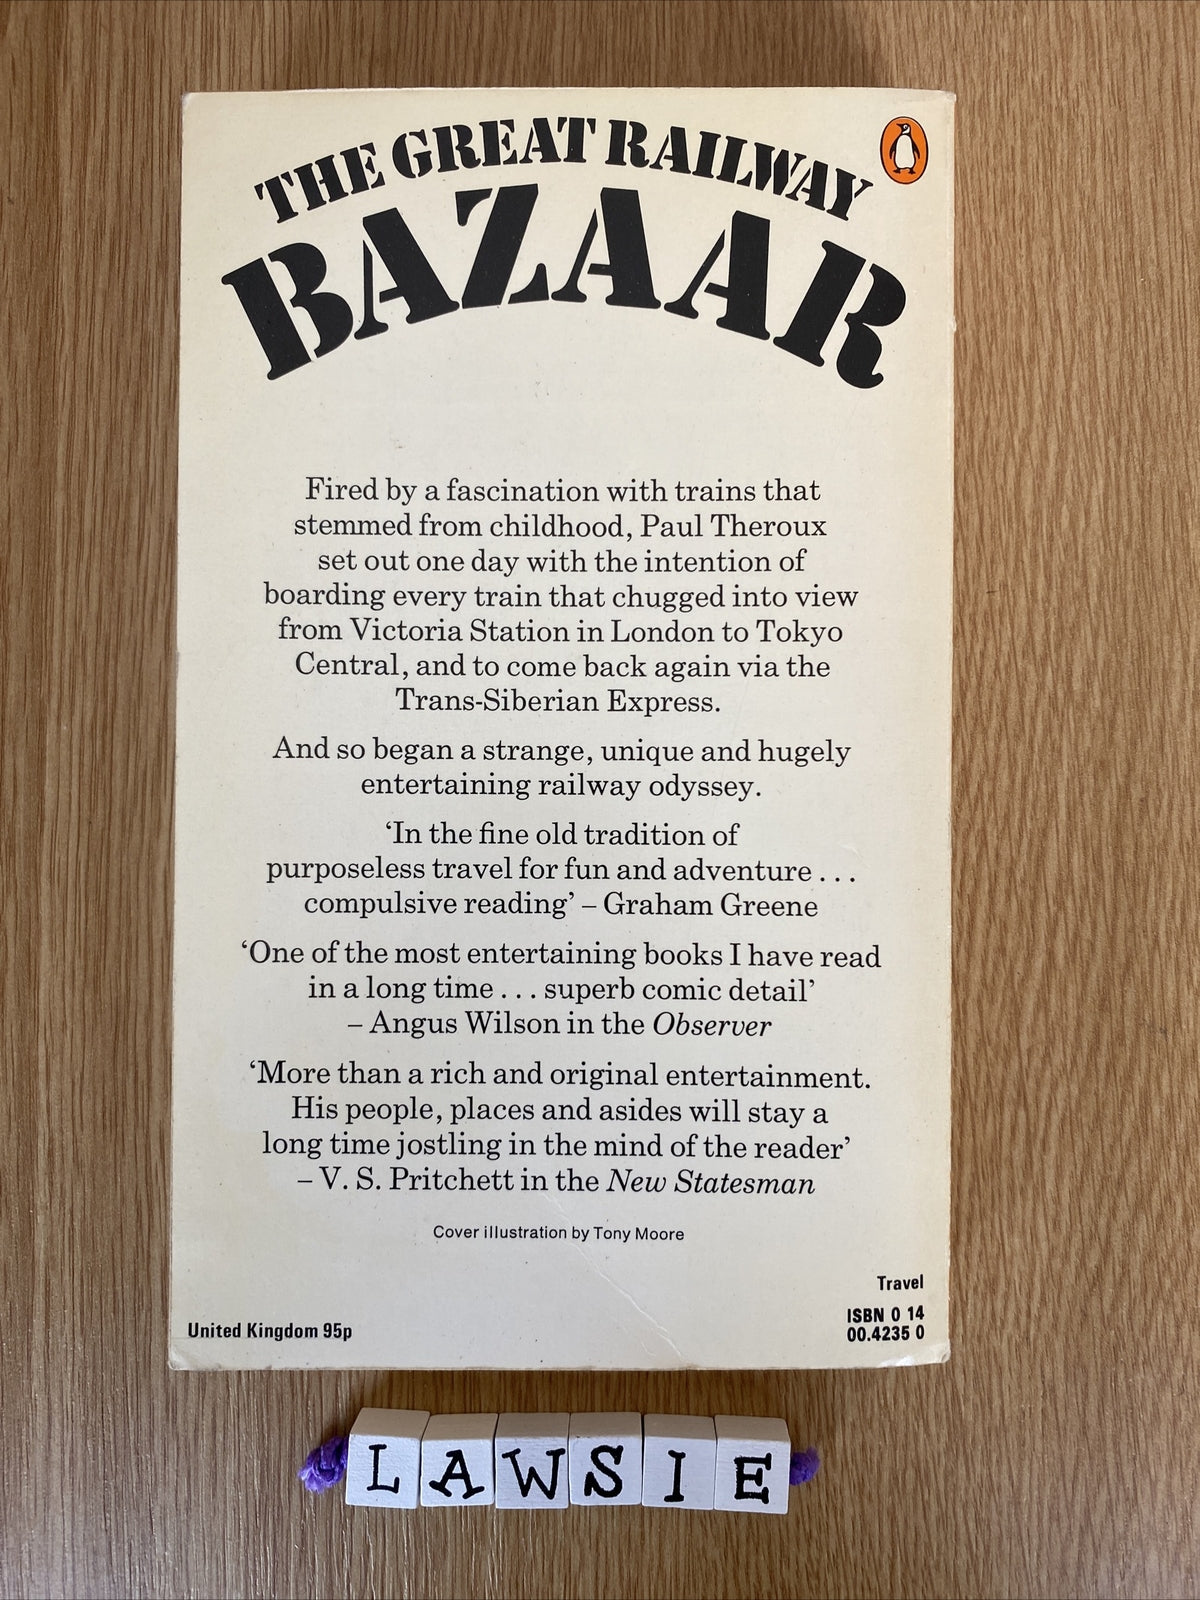 THE GREAT RAILWAY
BAZAAR
Fired by a fascination with trains that
stemmed from childhood, Paul Theroux
set out one day with the intention of
boarding every train that chugged into view
from Victoria Station in London to Tokyo
Central, and to come back again via the
Trans-Siberian Express.
And so began a strange, unique and hugely
entertaining railway odyssey.
‘In the fine old tradition of
purposeless travel for fun and adventure . . .
compulsive reading’ – Graham Greene
‘One of the most entertaining books I have read
in a long time . . . superb comic detail’
– Angus Wilson in the Observer
‘More than a rich and original entertainment.
His people, places and asides will stay a
long time jostling in the mind of the reader’
– V. S. Pritchett in the New Statesman
Cover illustration by Tony Moore
Travel
ISBN 0 14
00.4235 0
United Kingdom 95p
LAWSIE